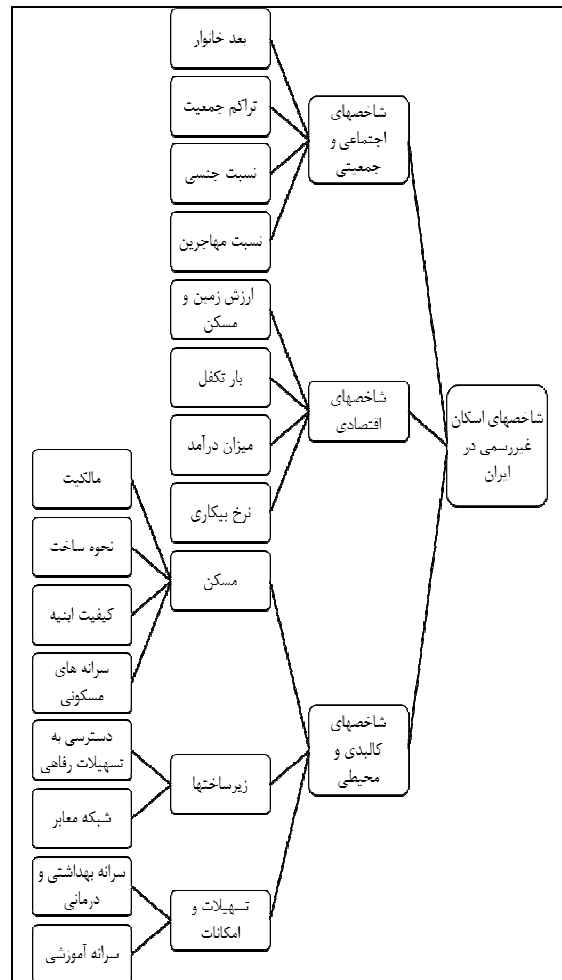 شاخصهای اسکان
غیررسمی در
ایران
شاخصهای
اجتماعی و
جمعیتی
بعد خانوار
تراکم جمعیت
نسبت جنسی
نسبت مهاجرین
شاخصهای
اقتصادی
ارزش زمین و
مسکن
بار تکفل
میزان درآمد
نرخ بیکاری
شاخصهای
کالبدی و
محیطی
مسکن
مالکیت
نحوه ساخت
کیفیت ابنیه
سرانه های
مسکونی
زیرساختها
دسترسی به
تسهیلات رفاهی
شبکه معابر
تسهیلات و
امکانات
سرانه بهداشتی و
درمانی
سرانه آموزشی